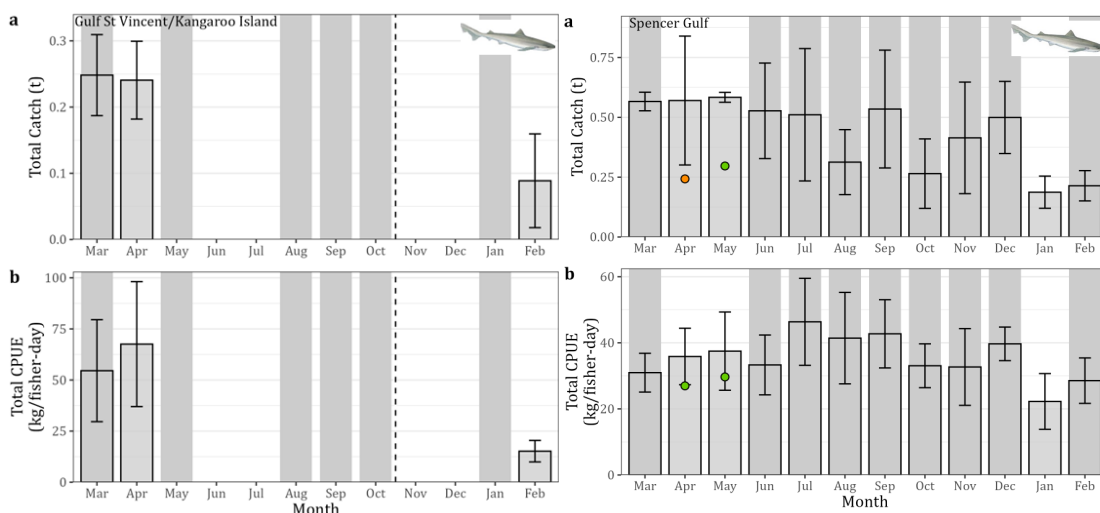 a
Gulf St Vincent/Kangaroo Island
Total Catch (t)
0.3
0.2
0.1
0.0
Mar Apr May Jun Jul Aug Sep Oct Nov Dec Jan Feb
b
Total CPUE
(kg/fisher-day)
100
75
50
25
0
Mar Apr May Jun Jul Aug Sep Oct Nov Dec Jan Feb
Month
a
Spencer Gulf
Total Catch (t)
0.75
0.50
0.25
0.00
Mar Apr May Jun Jul Aug Sep Oct Nov Dec Jan Feb
b
Total CPUE
(kg/fisher-day)
60
40
20
0
Mar Apr May Jun Jul Aug Sep Oct Nov Dec Jan Feb
Month